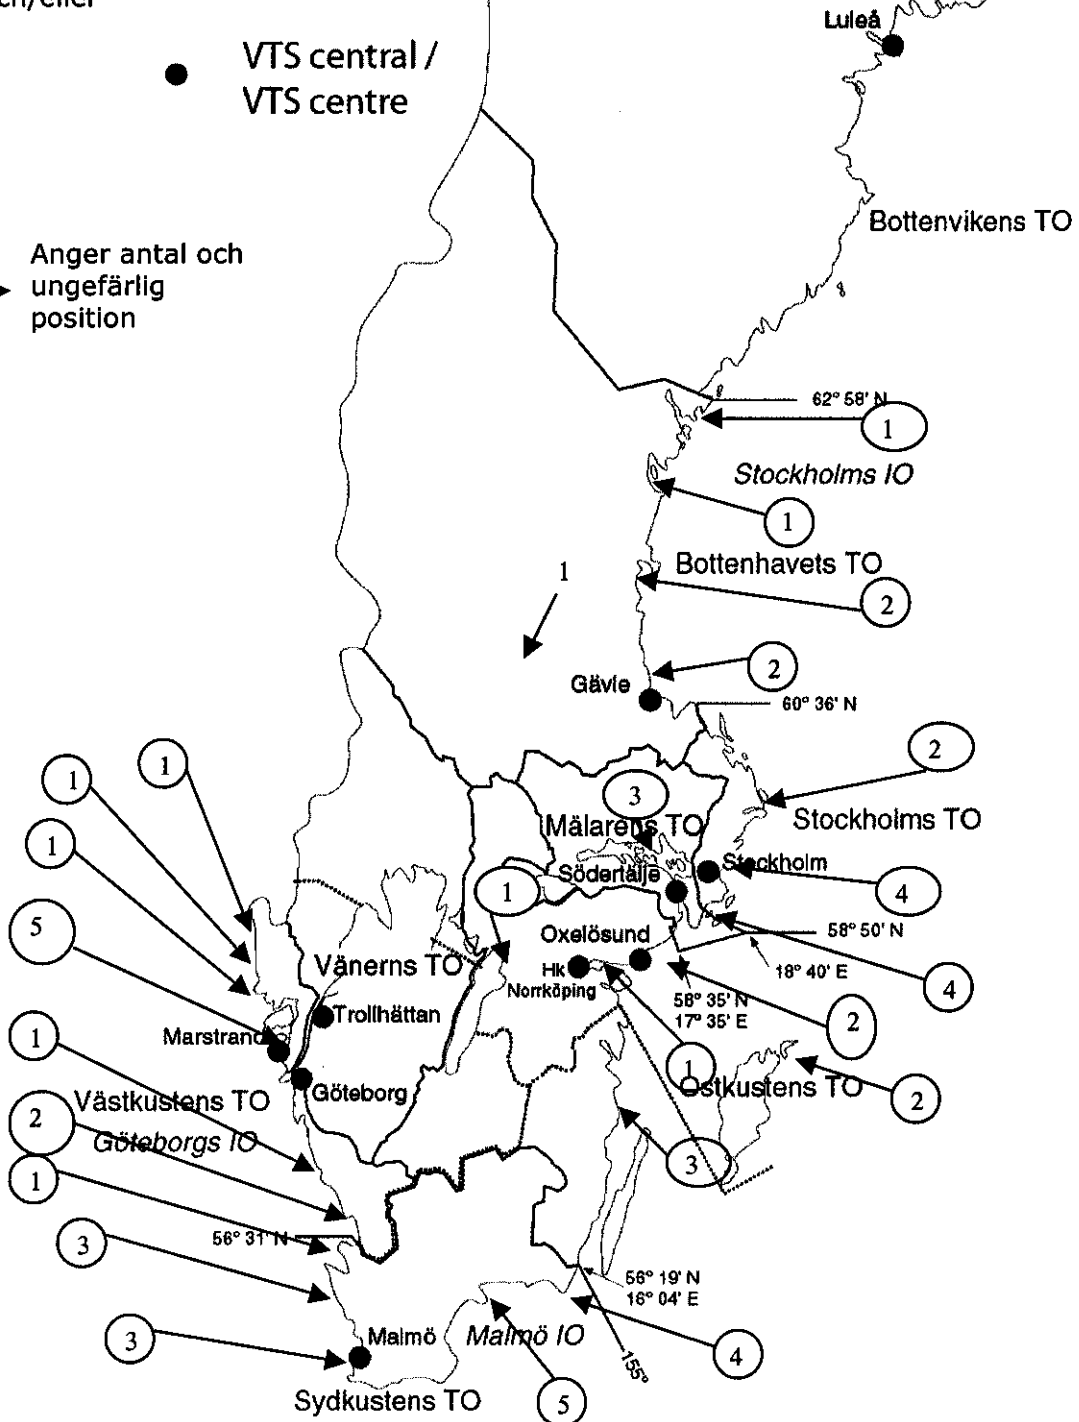 ch/eller
VTS central /
VTS centre
Anger antal och
ungefärlig
position
Luleå
Bottenvikens TO
62° 58' N
1
Stockholms IO
1
Bottenhavets TO
1
2
2
Gävle
60° 36' N
2
1
1
3
Mälarens TO
Stockholms TO
1
Stockholm
Södertälje
1
4
5
58° 50' N
Oxelösund
Vänerns TO
Hk
18° 40' E
Norrköping
4
58° 35' N
17° 35' E
Trollhättan
2
Marstrand
1
1
Ostkustens TO
2
Göteborg
Västkustens TO
2
Göteborgs IO
3
1
56° 31' N
3
56° 19' N
16° 04' E
Malmö
Malmö IO
3
4
155°
Sydkustens TO
5